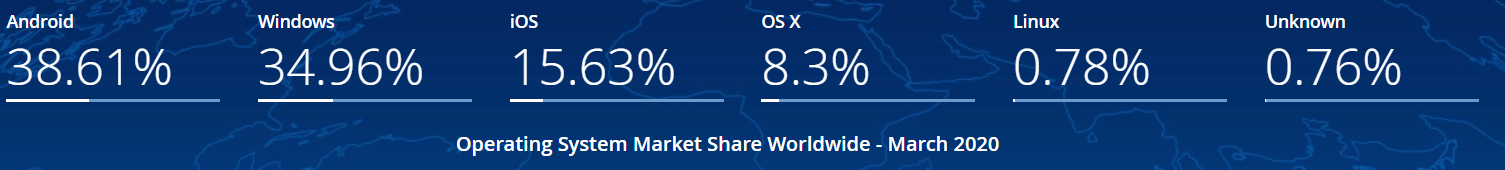 Android Windows iOS OS X Linux Unknown
38.61% 34.96% 15.63% 8.3% 0.78% 0.76%
Operating System Market Share Worldwide - March 2020